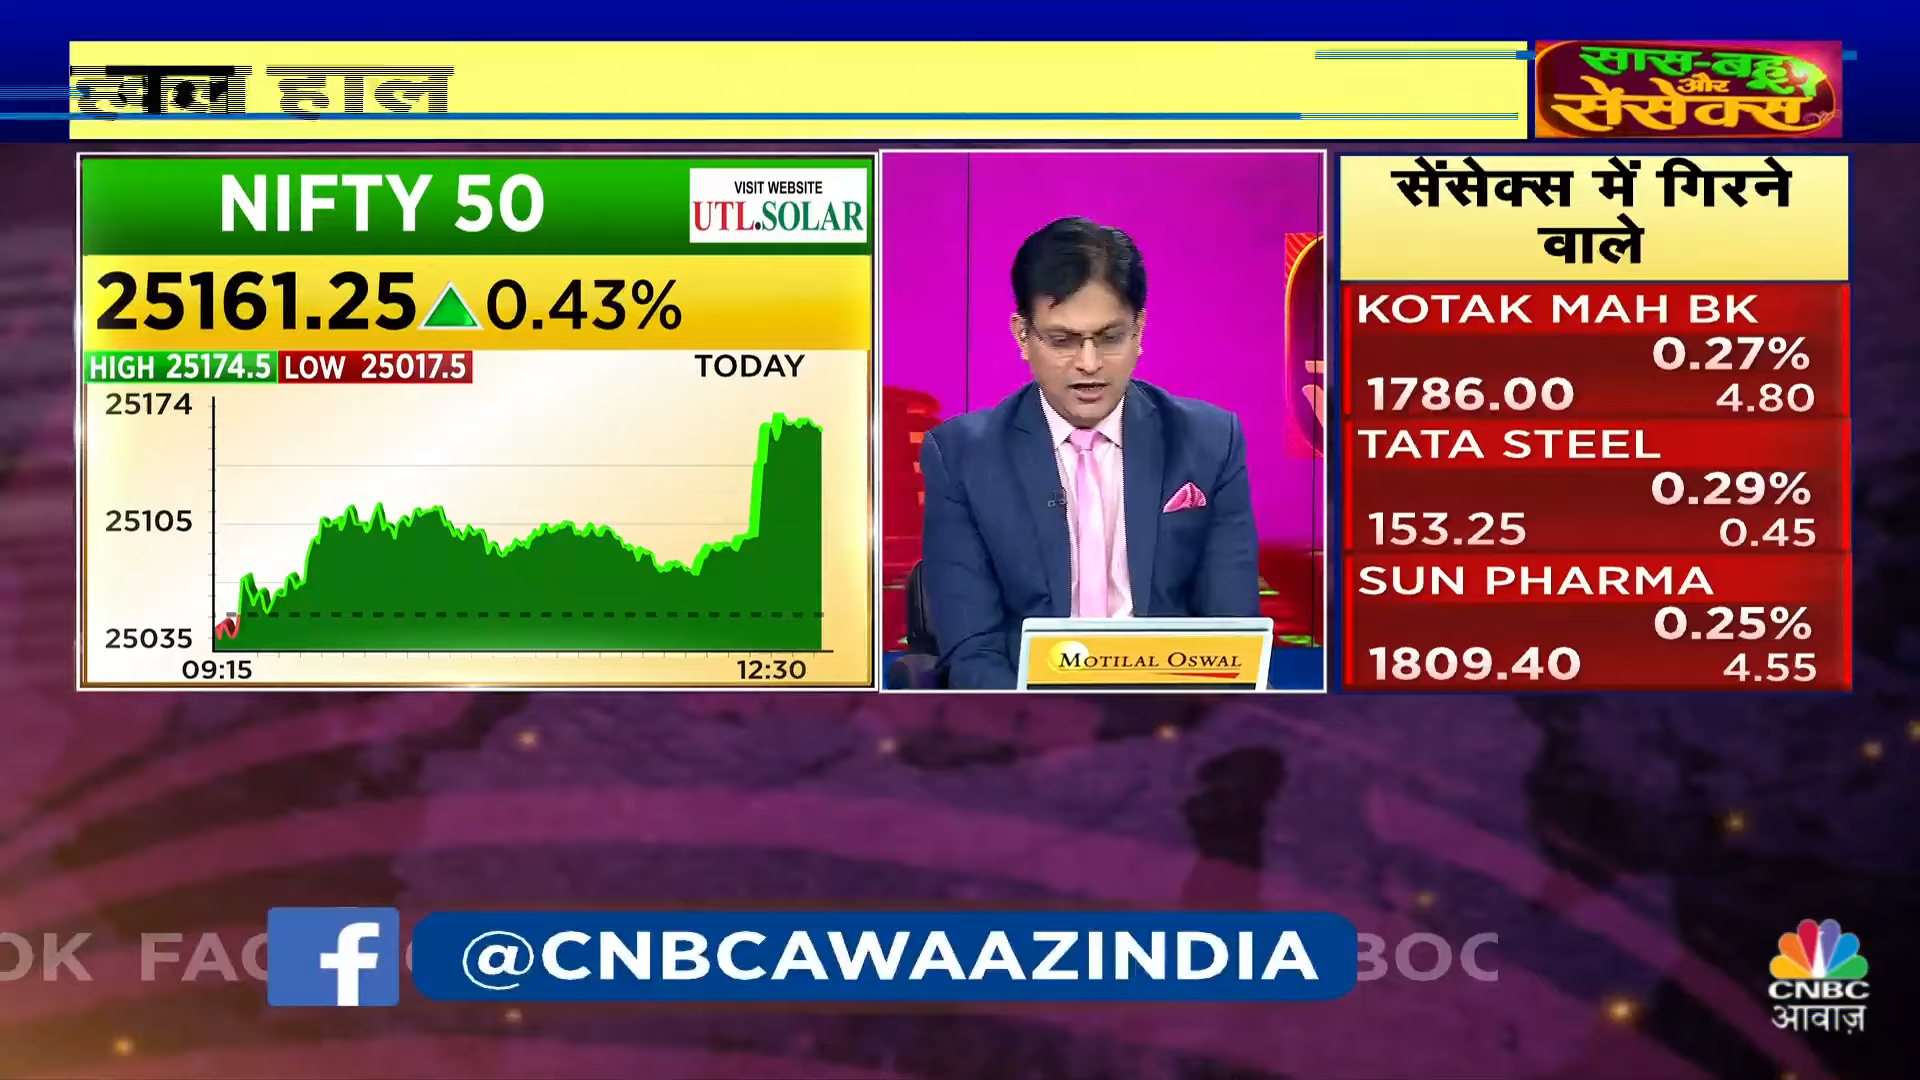 हाल
सास-बहू
और
सेंसेक्स
NIFTY 50
VISIT WEBSITE
UTL.SOLAR
25161.25 0.43%
HIGH 25174.5 LOW 25017.5 TODAY
25174
25105
25035
09:15 12:30
MOTILAL OSWAL
सेंसेक्स में गिरने
वाले
KOTAK MAH BK
0.27%
1786.00 4.80
TATA STEEL
0.29%
153.25 0.45
SUN PHARMA
0.25%
1809.40 4.55
@CNBCAWAAZINDIA
CNBC
आवाज़